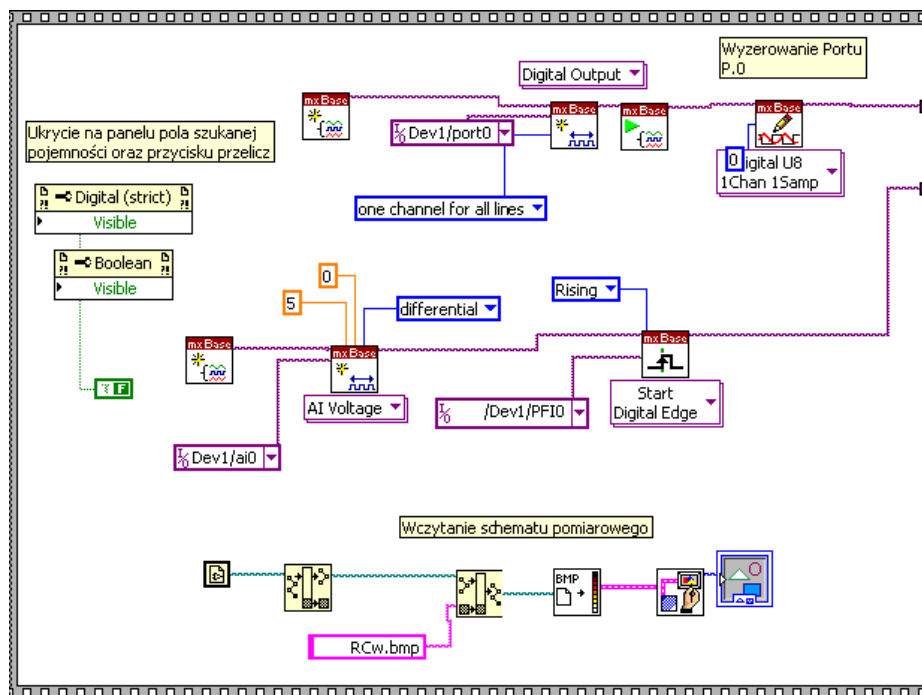 Wyzerowanie Portu
P.0
Digital Output
mxBase
mxBase
mxBase
mxBase
Dev1/port0
Ukrycie na panelu pola szukanej
pojemności oraz przycisku przelicz
0
igital U8
1Chan 1Samp
Digital (strict)
Visible
one channel for all lines
Boolean
Visible
0
5
differential
Rising
mxBase
mxBase
mxBase
F
AI Voltage
/Dev1/PFI0
Start
Digital Edge
Dev1/ai0
Wczytanie schematu pomiarowego
BMP
RCw.bmp